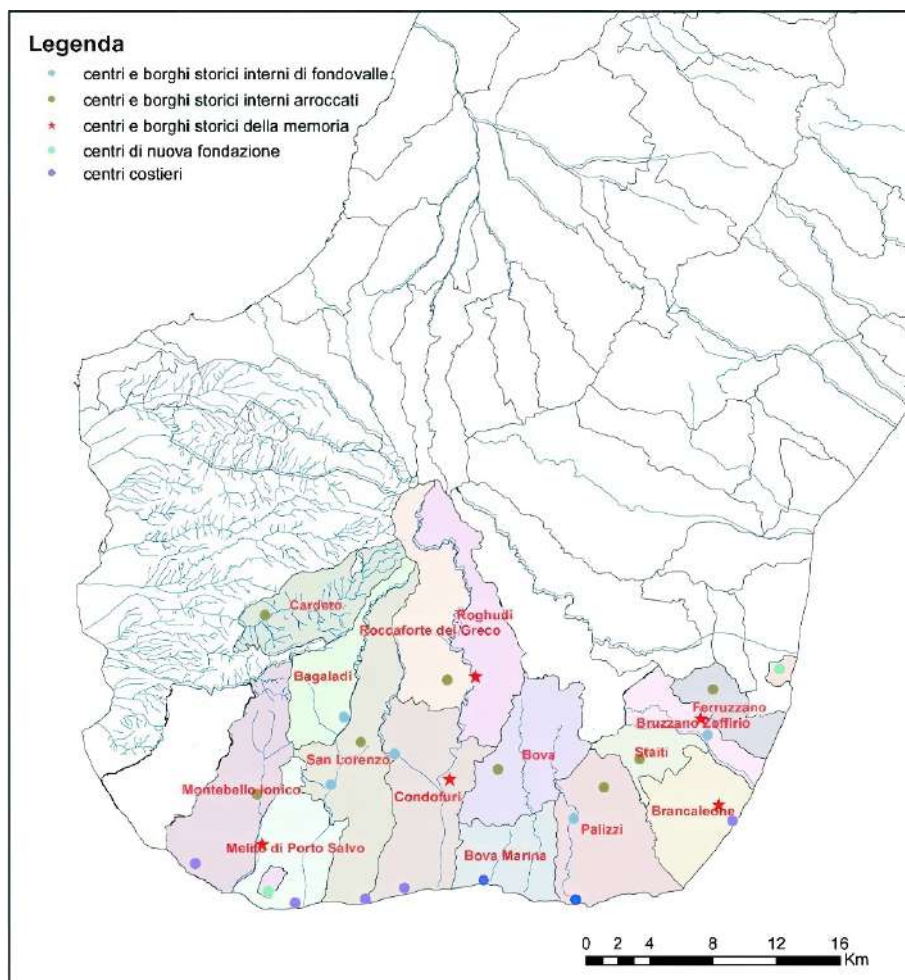 Legenda
centri e borghi storici interni di fondovalle
centri e borghi storici interni arroccati
centri e borghi storici della memoria
centri di nuova fondazione
centri costieri
Cardeto
Roghudi
Roccaforte del Greco
Bagaladi
Ferruzzano
Bruzzano Zeffirio
Bova
Staiti
San Lorenzo
Condofuri
Montebello Ionico
Brancaleone
Palizzi
Melito di Porto Salvo
Bova Marina
0 2 4 8 12 16
Km